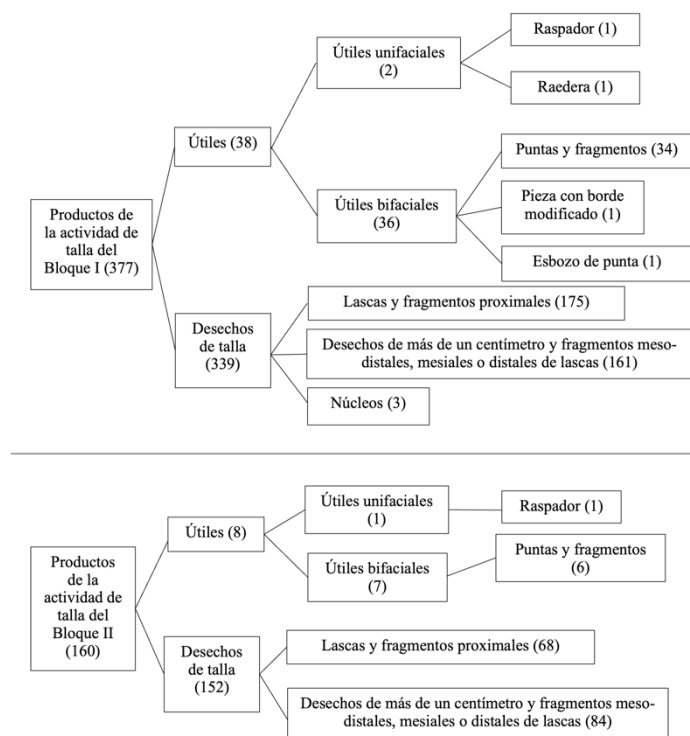 Raspador (1)
Útiles unifaciales
(2)
Raedera (1)
Útiles (38)
Puntas y fragmentos (34)
Productos de
la actividad de
talla del
Bloque I (377)
Útiles bifaciales
(36)
Pieza con borde
modificado (1)
Esbozo de punta (1)
Lascas y fragmentos proximales (175)
Desechos
de talla
(339)
Desechos de más de un centímetro y fragmentos meso-
distales, mesiales o distales de lascas (161)
Núcleos (3)
Útiles unifaciales
(1)
Raspador (1)
Útiles (8)
Puntas y fragmentos
(6)
Productos
de la
actividad de
talla del
Bloque II
(160)
Útiles bifaciales
(7)
Lascas y fragmentos proximales (68)
Desechos
de talla
(152)
Desechos de más de un centímetro y fragmentos meso-
distales, mesiales o distales de lascas (84)